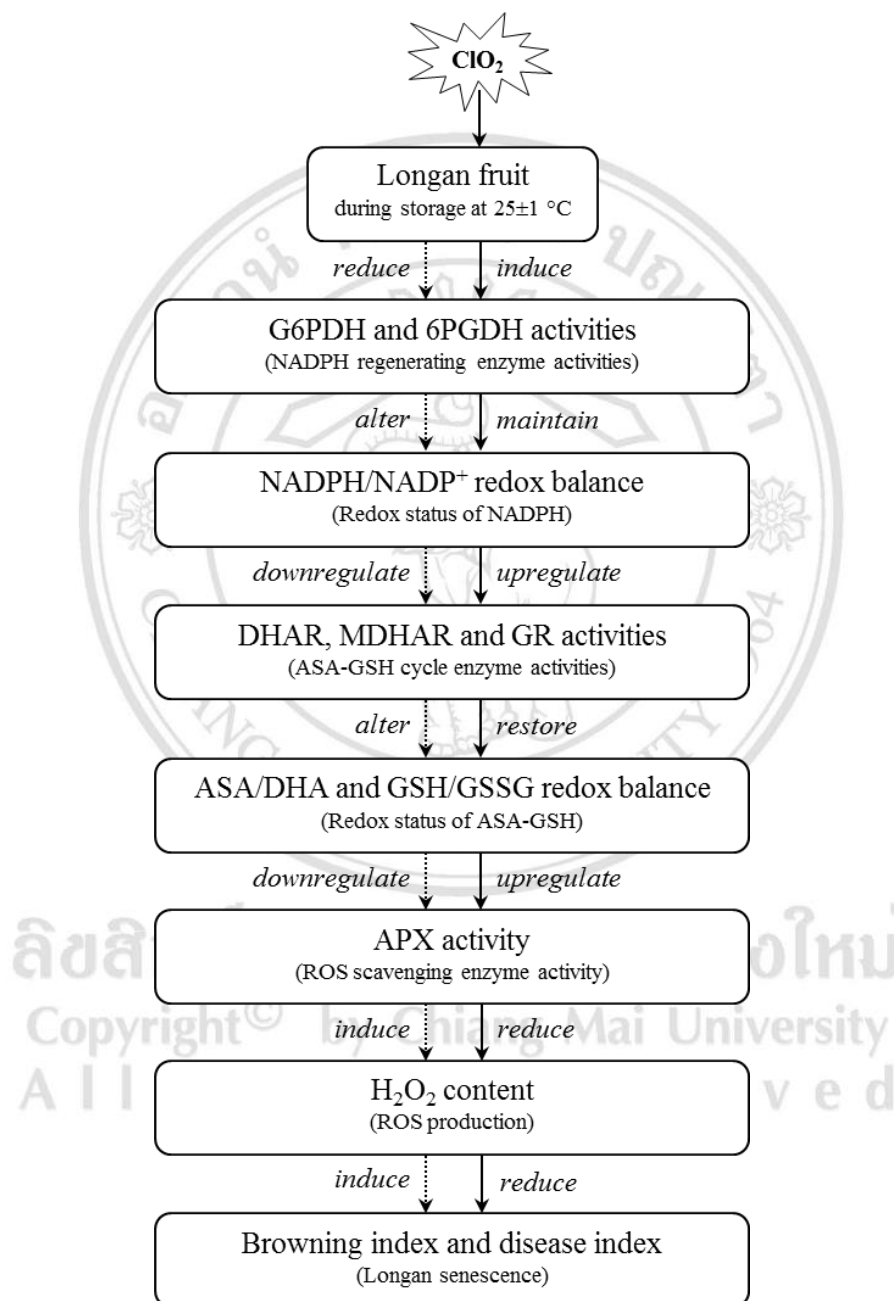 ClO₂
Longan fruit
during storage at 25±1 °C
reduce induce
G6PDH and 6PGDH activities
(NADPH regenerating enzyme activities)
alter maintain
NADPH/NADP⁺ redox balance
(Redox status of NADPH)
downregulate upregulate
DHAR, MDHAR and GR activities
(ASA-GSH cycle enzyme activities)
alter restore
ASA/DHA and GSH/GSSG redox balance
(Redox status of ASA-GSH)
downregulate upregulate
APX activity
(ROS scavenging enzyme activity)
Copyright© by Chiang Mai University
induce reduce
H₂O₂ content
(ROS production)
All
induce reduce
Browning index and disease index
(Longan senescence)